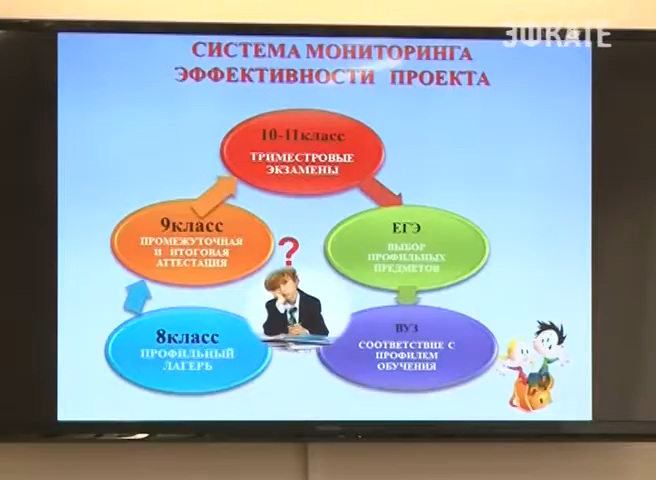 ЭФКАТЕ
СИСТЕМА МОНИТОРИНГА
ЭФФЕКТИВНОСТИ ПРОЕКТА
10-11класс
ТРИМЕСТРОВЫЕ
ЭКЗАМЕНЫ
9класс
ПРОМЕЖУТОЧНАЯ
И ИТОГОВАЯ
АТТЕСТАЦИЯ
?
ЕГЭ
ВЫБОР
ПРОФИЛЬНЫХ
ПРЕДМЕТОВ
8класс
ПРОФИЛЬНЫЙ
ЛАГЕРЬ
ВУЗ
СООТВЕТСТВИЕ С
ПРОФИЛЕМ
ОБУЧЕНИЯ